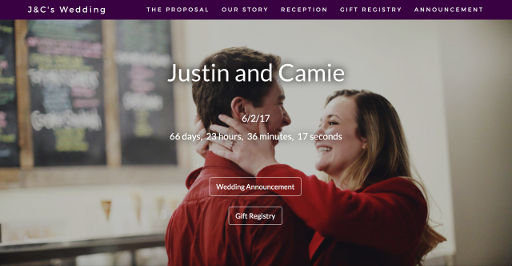 J&C's Wedding
THE PROPOSAL OUR STORY RECEPTION GIFT REGISTRY ANNOUNCEMENT
Justin and Camie
6/2/17
66 days, 23 hours, 36 minutes, 17 seconds
Wedding Announcement
Gift Registry